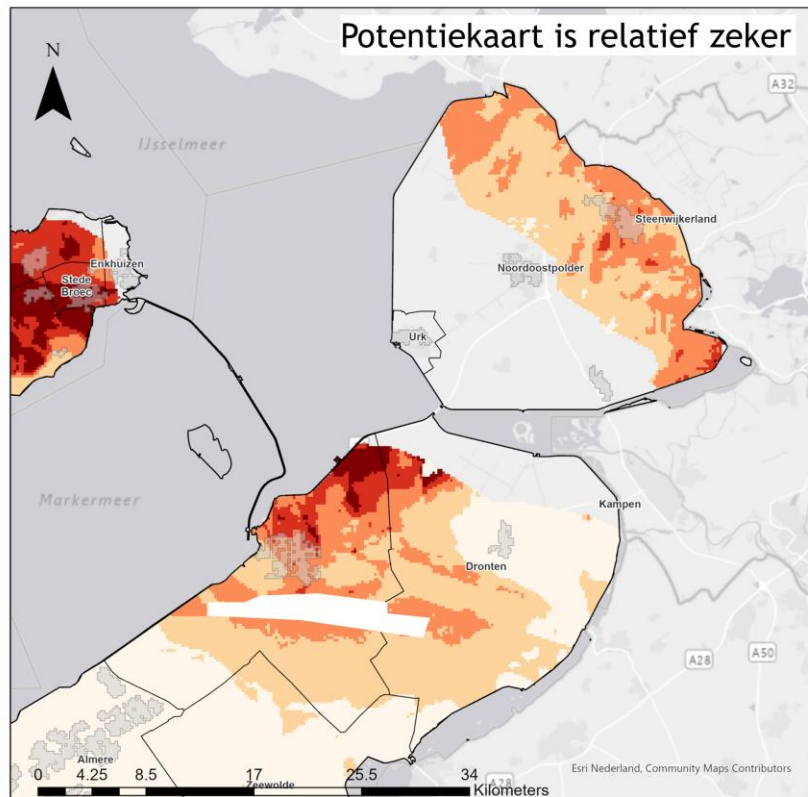 Potentiekaart is relatief zeker
N
A32
IJsselmeer
Steenwijkerland
Enkhuizen
Noordoostpolder
Stede
Broec
Urk
Markermeer
Kampen
Dronten
A50
A28
Almere
Esri Nederland, Community Maps Contributors
A28
Zeewolde
0 4.25 8.5 17 25.5 34
Kilometers